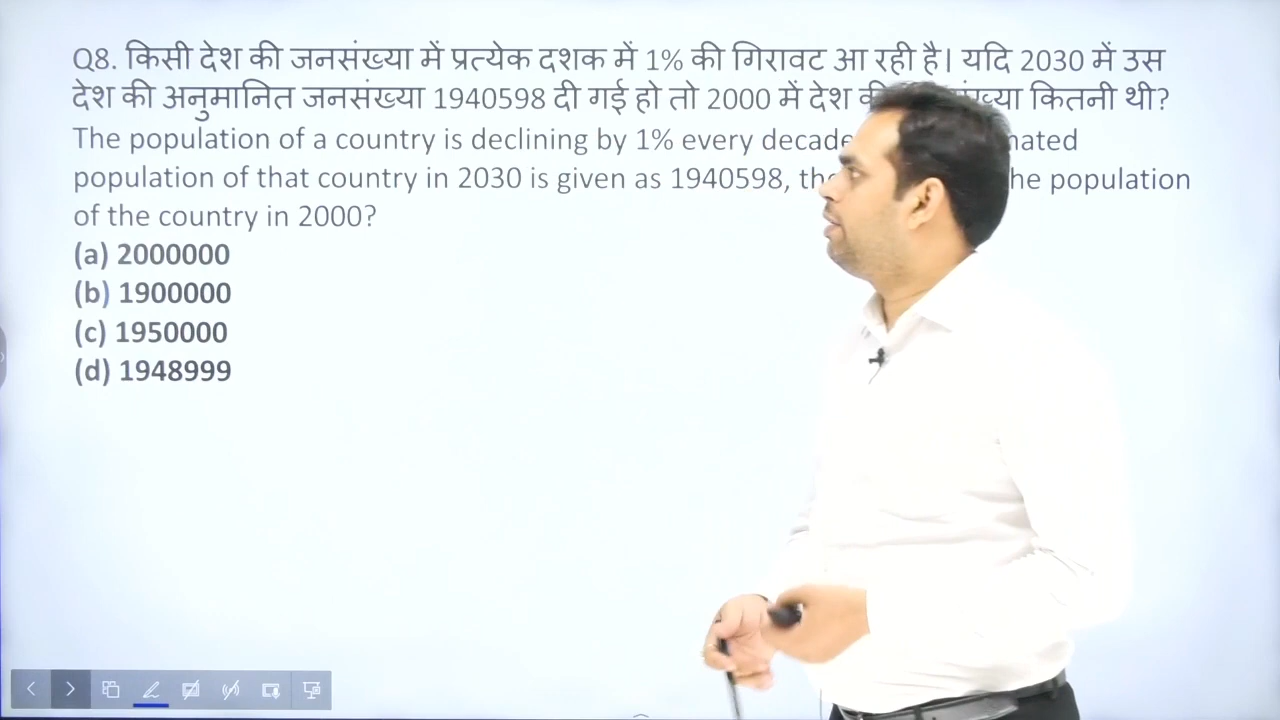 Q8. किसी देश की जनसंख्या में प्रत्येक दशक में 1% की गिरावट आ रही है। यदि 2030 में उस
देश की अनुमानित जनसंख्या 1940598 दी गई हो तो 2000 में देश कितनी थी?
The population of a country is declining by 1% every decade
population of that country in 2030 is given as 1940598, population
of the country in 2000?
(a) 2000000
(b) 1900000
(c) 1950000
(d) 1948999